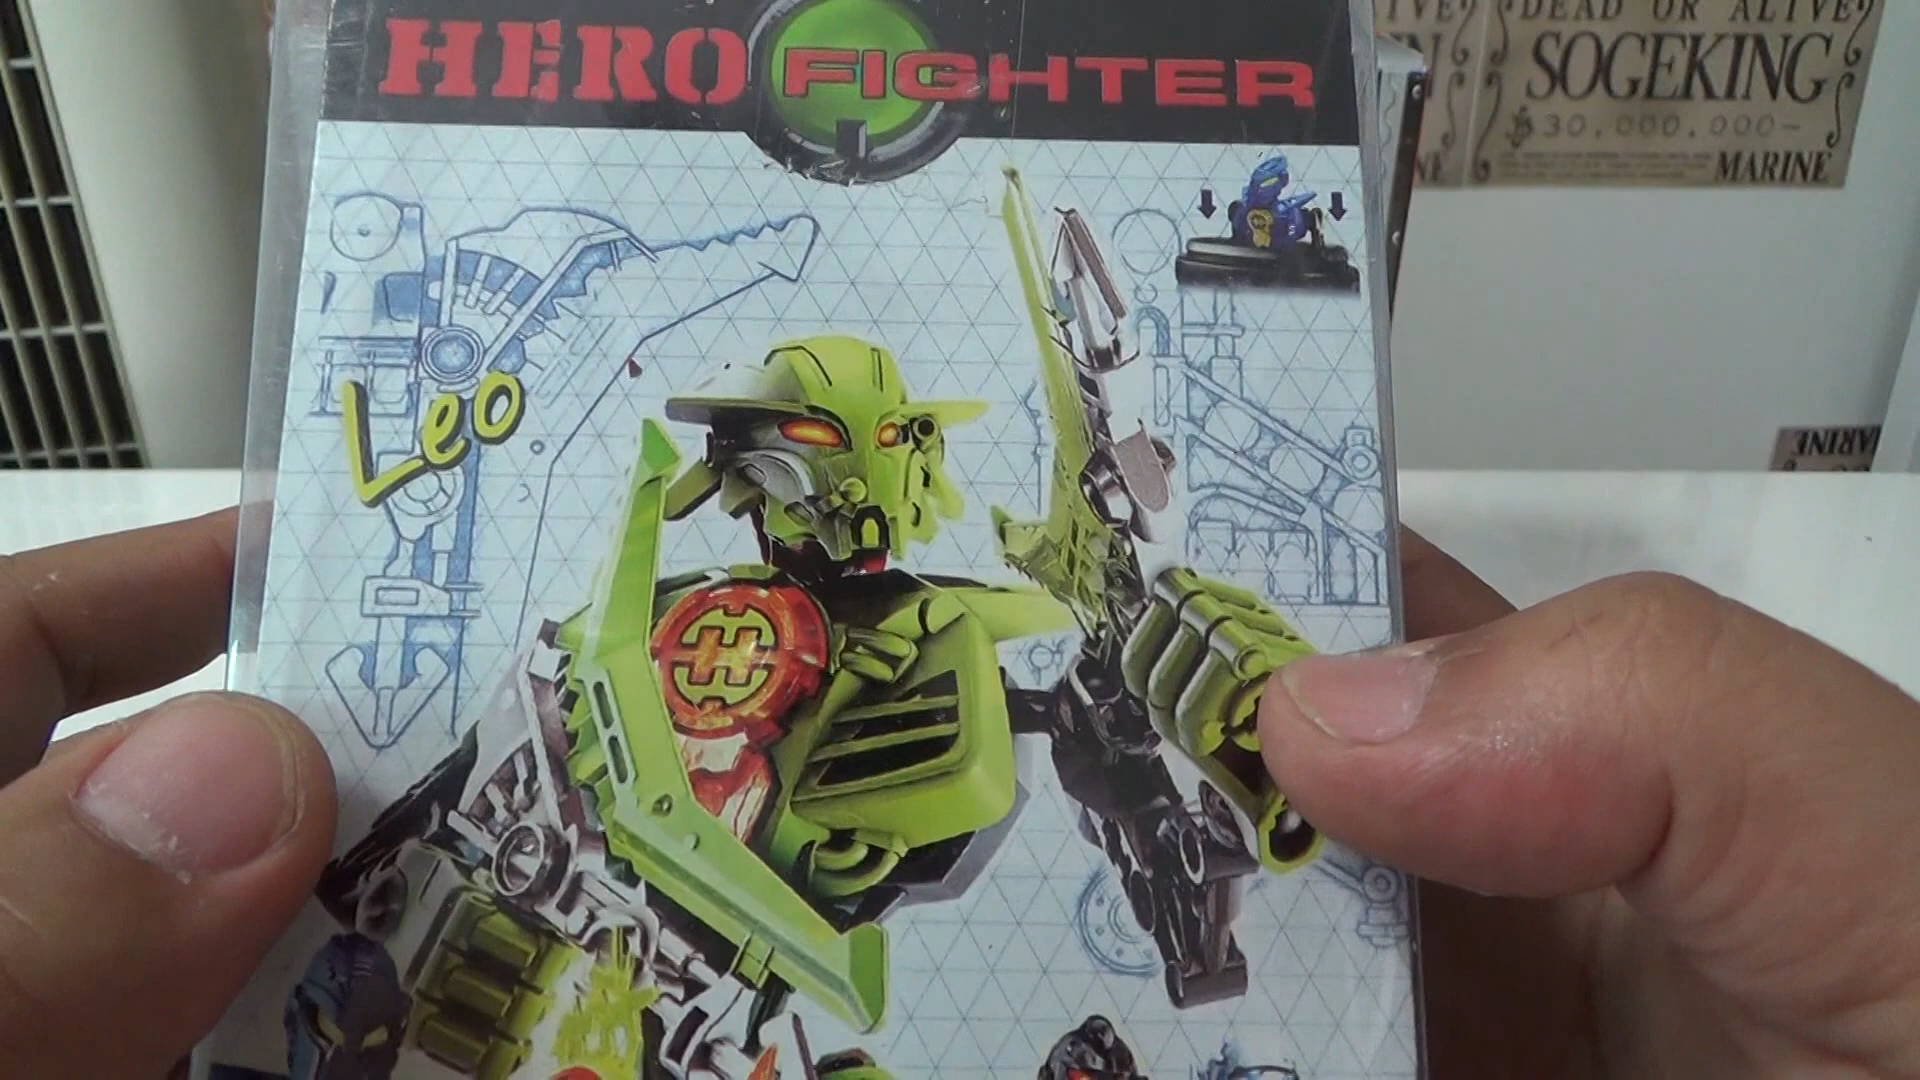 HERO FIGHTER
DEAD OR ALIVE
SOGEKING
30,000,000-
MARINE
Leo
H